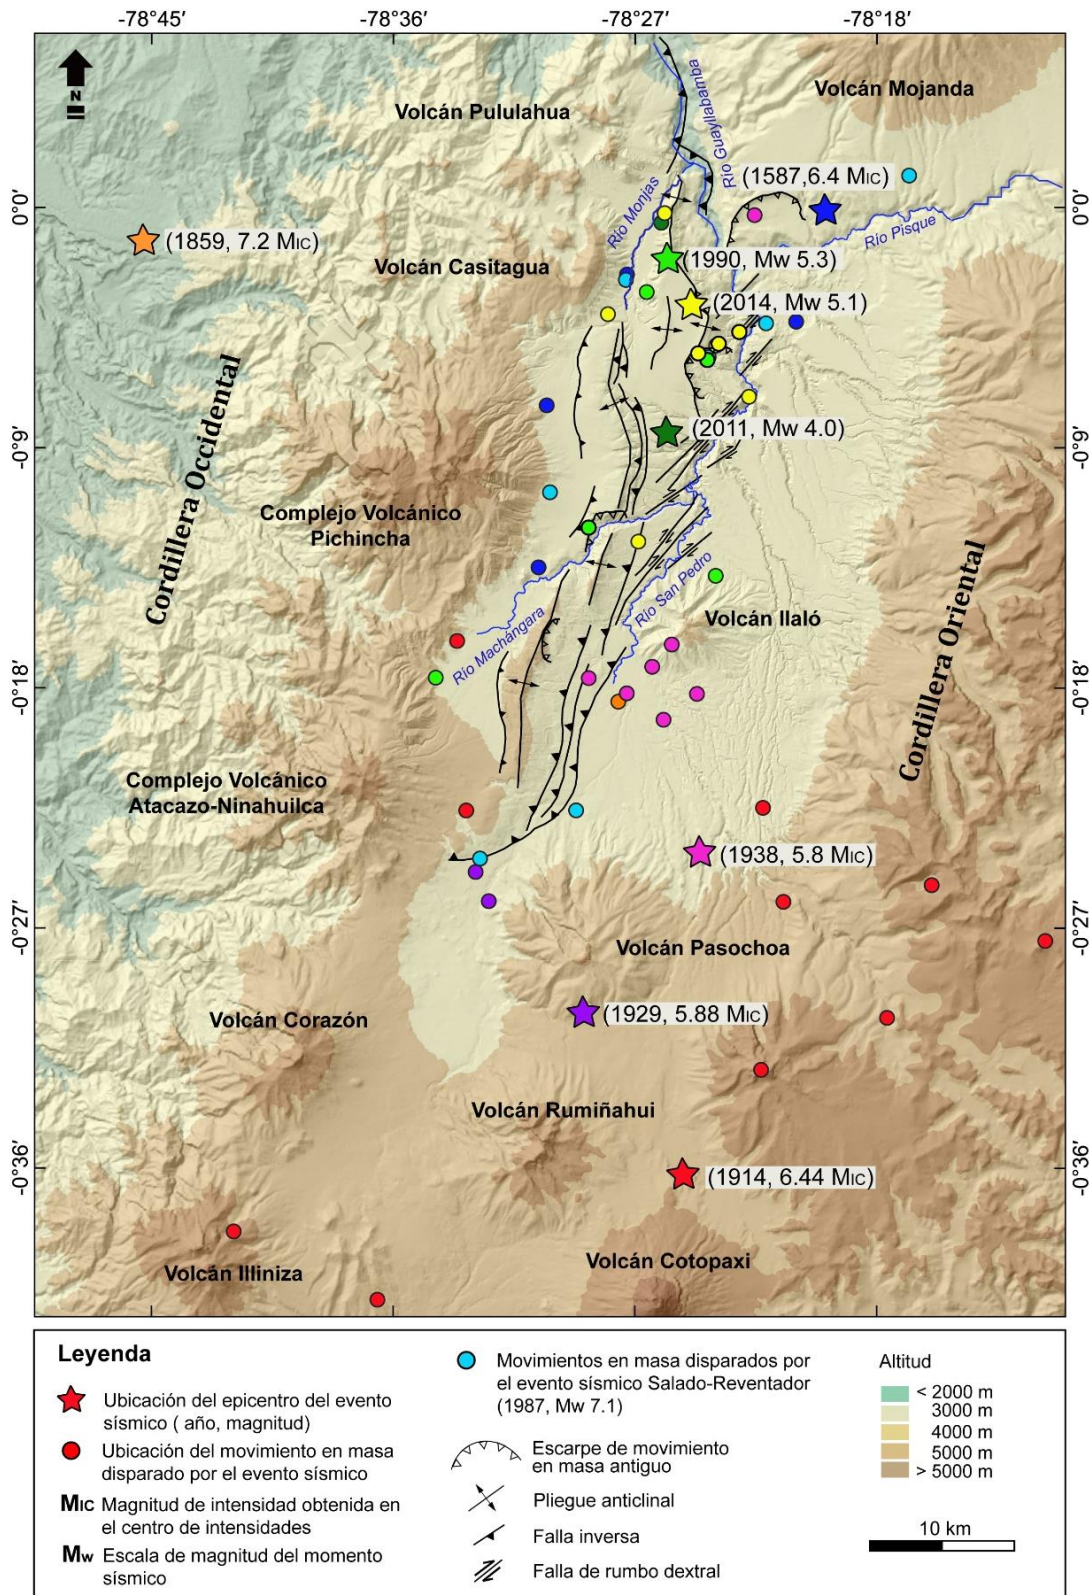 -78°45'
-78°36'
-78°27'
-78°18'
Volcán Mojanda
Volcán Pululahua
Río Guayllabamba
N
(1587,6.4 MIC)
0°0'
0°0'
Río Monjas
Río Pisque
(1859, 7.2 MIC)
(1990, Mw 5.3)
Volcán Casitagua
(2014, Mw 5.1)
Cordillera Occidental
(2011, Mw 4.0)
-0°9'
-0°9'
Complejo Volcánico
Pichincha
Cordillera Oriental
Río San Pedro
Volcán Ilaló
Río Machángara
-0°18'
-0°18'
Complejo Volcánico
Atacazo-Ninahuilca
(1938, 5.8 MIC)
-0°27'
-0°27'
Volcán Pasochoa
(1929, 5.88 MIC)
Volcán Corazón
Volcán Rumiñahui
-0°36'
-0°36'
(1914, 6.44 MIC)
Volcán Cotopaxi
Volcán Illiniza
Leyenda
Ubicación del epicentro del evento
sísmico ( año, magnitud)
Ubicación del movimiento en masa
disparado por el evento sísmico
MIC Magnitud de intensidad obtenida en
el centro de intensidades
Mw Escala de magnitud del momento
sísmico
Movimientos en masa disparados por
el evento sísmico Salado-Reventador
(1987, Mw 7.1)
Escarpe de movimiento
en masa antiguo
Pliegue anticlinal
Falla inversa
Falla de rumbo dextral
Altitud
< 2000 m
3000 m
4000 m
5000 m
> 5000 m
10 km